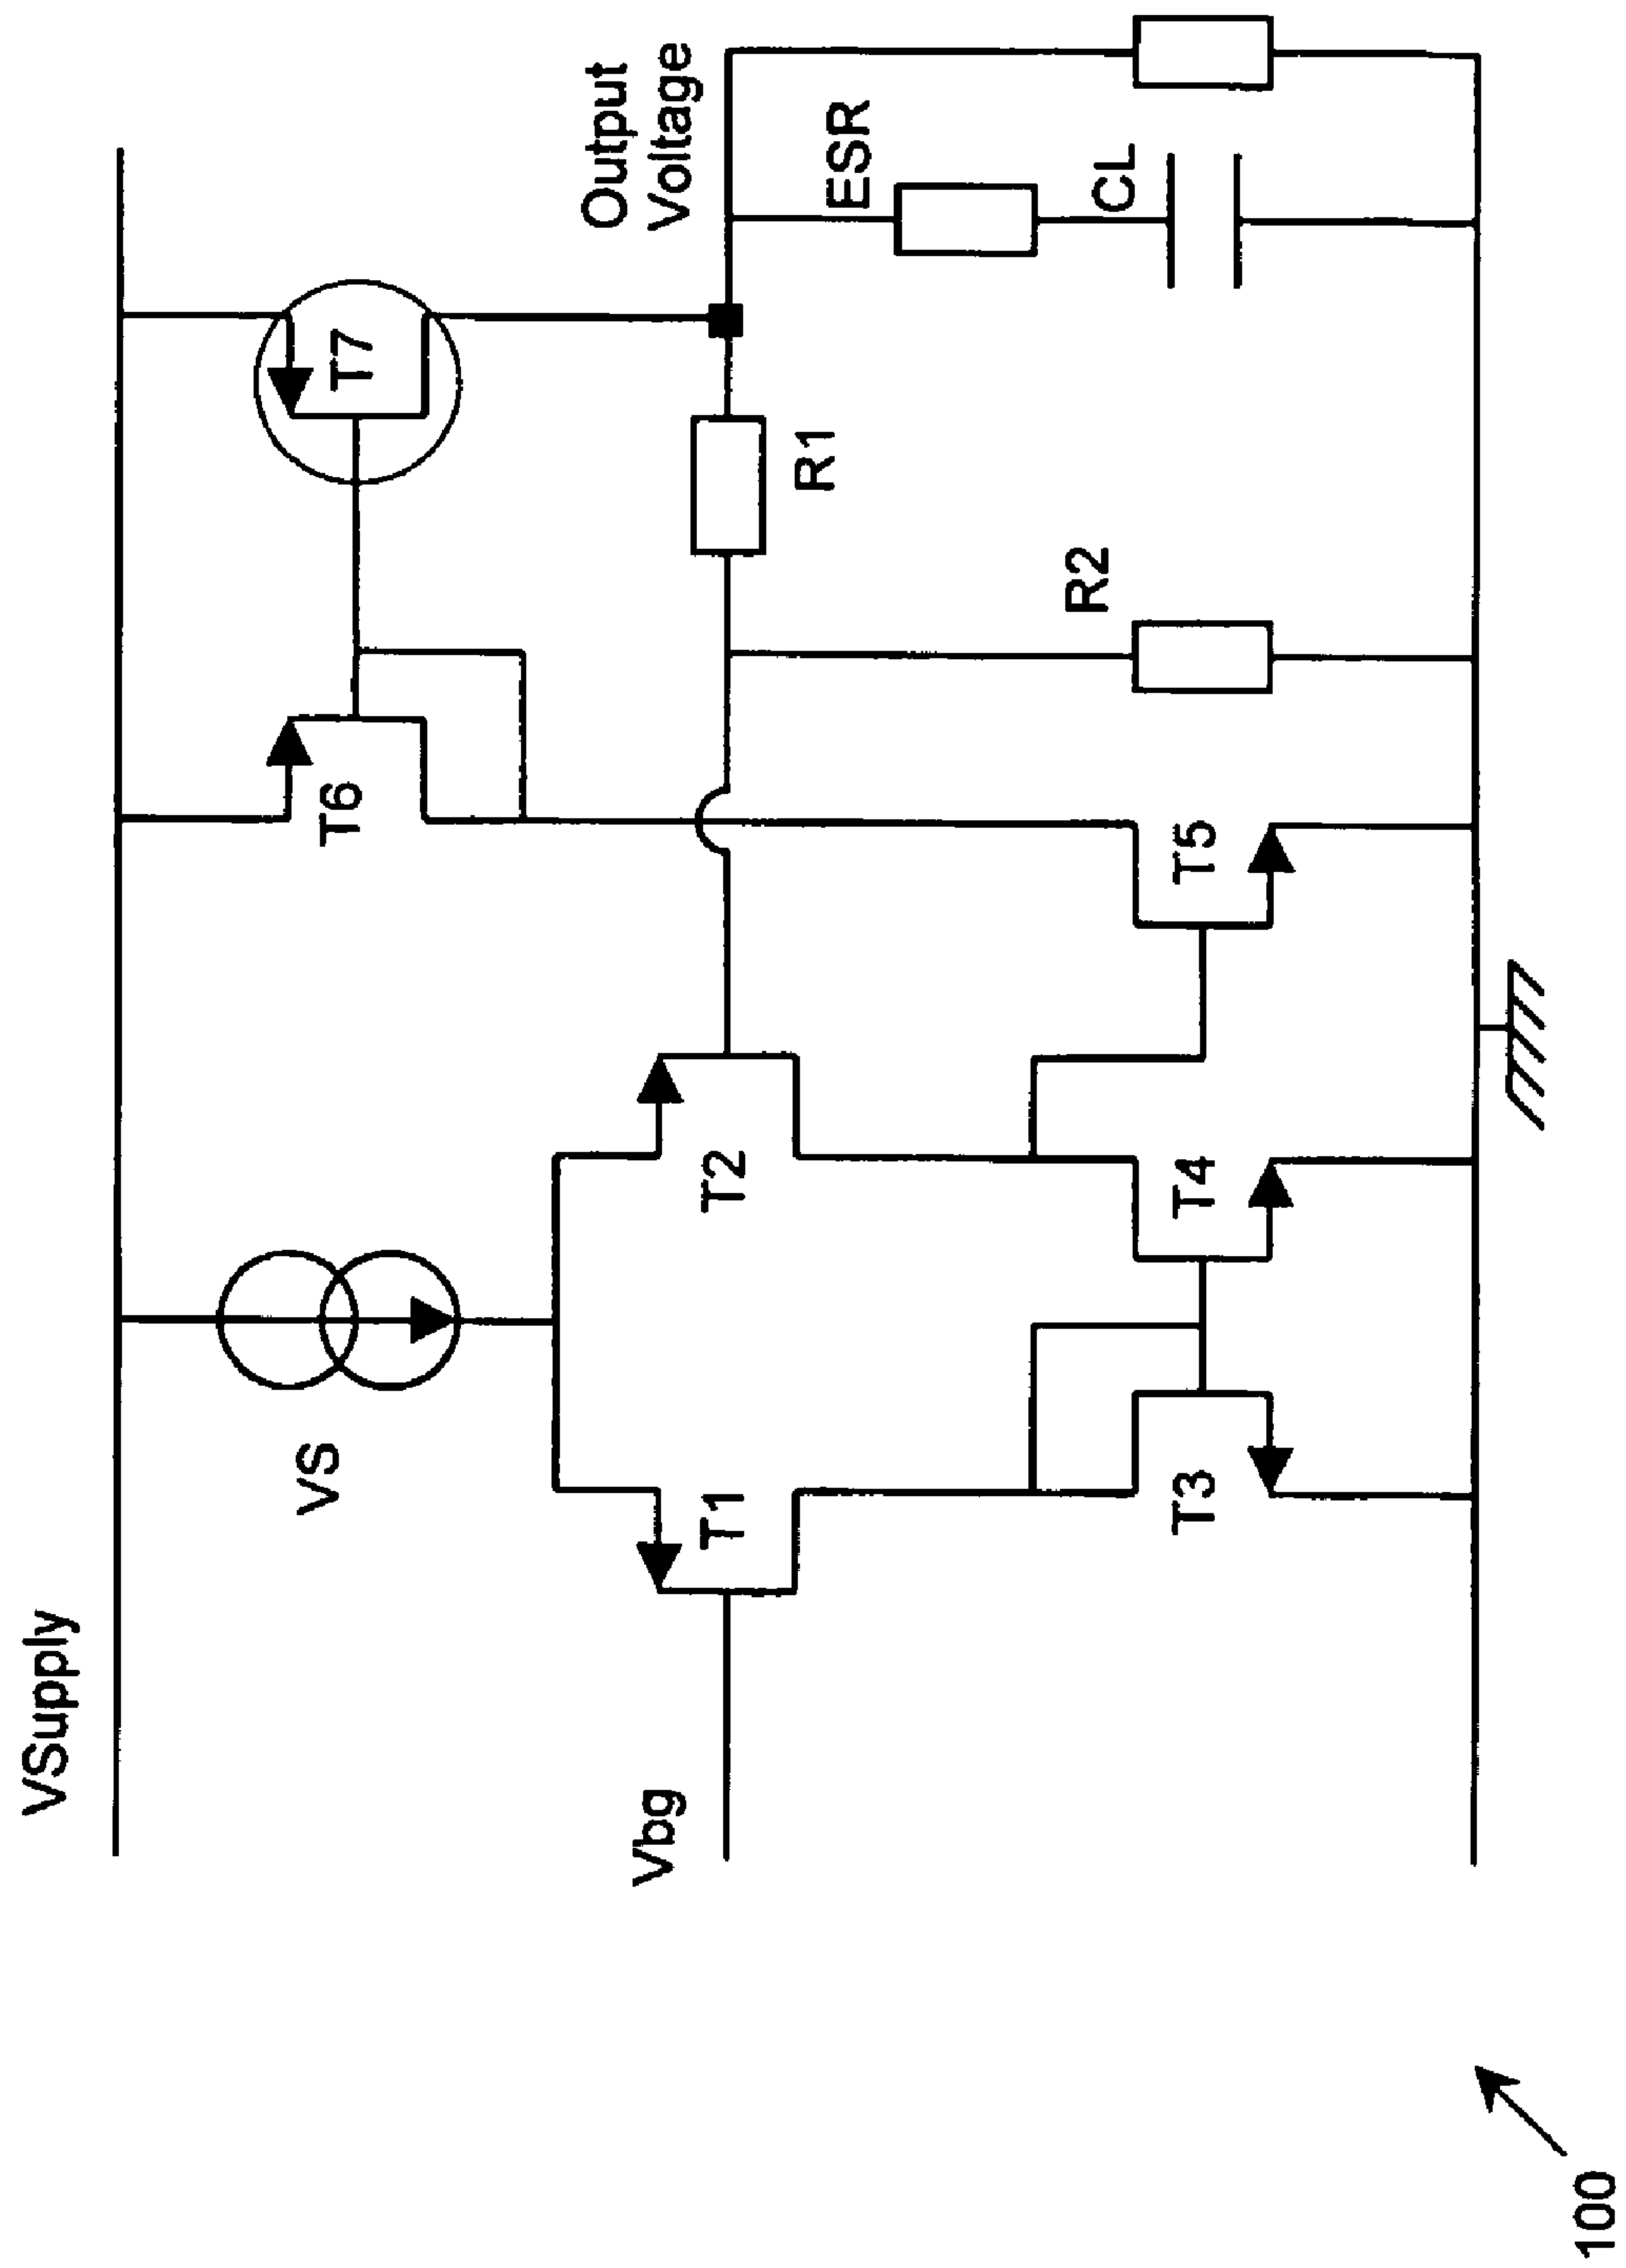 VSupply
VS
T6
T7
Output
Voltage
Vbg
T1
T2
R1
ESR
R2
CL
T3
T4
T5
100